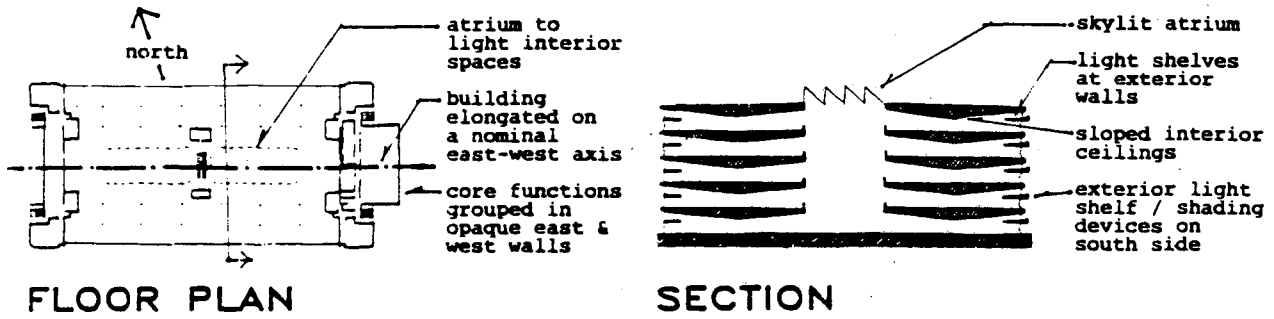 north
atrium to
light interior
spaces
building
elongated on
a nominal
east-west axis
core functions
grouped in
opaque east &
west walls
FLOOR PLAN
skylit atrium
light shelves
at exterior
walls
sloped interior
ceilings
exterior light
shelf / shading
devices on
south side
SECTION